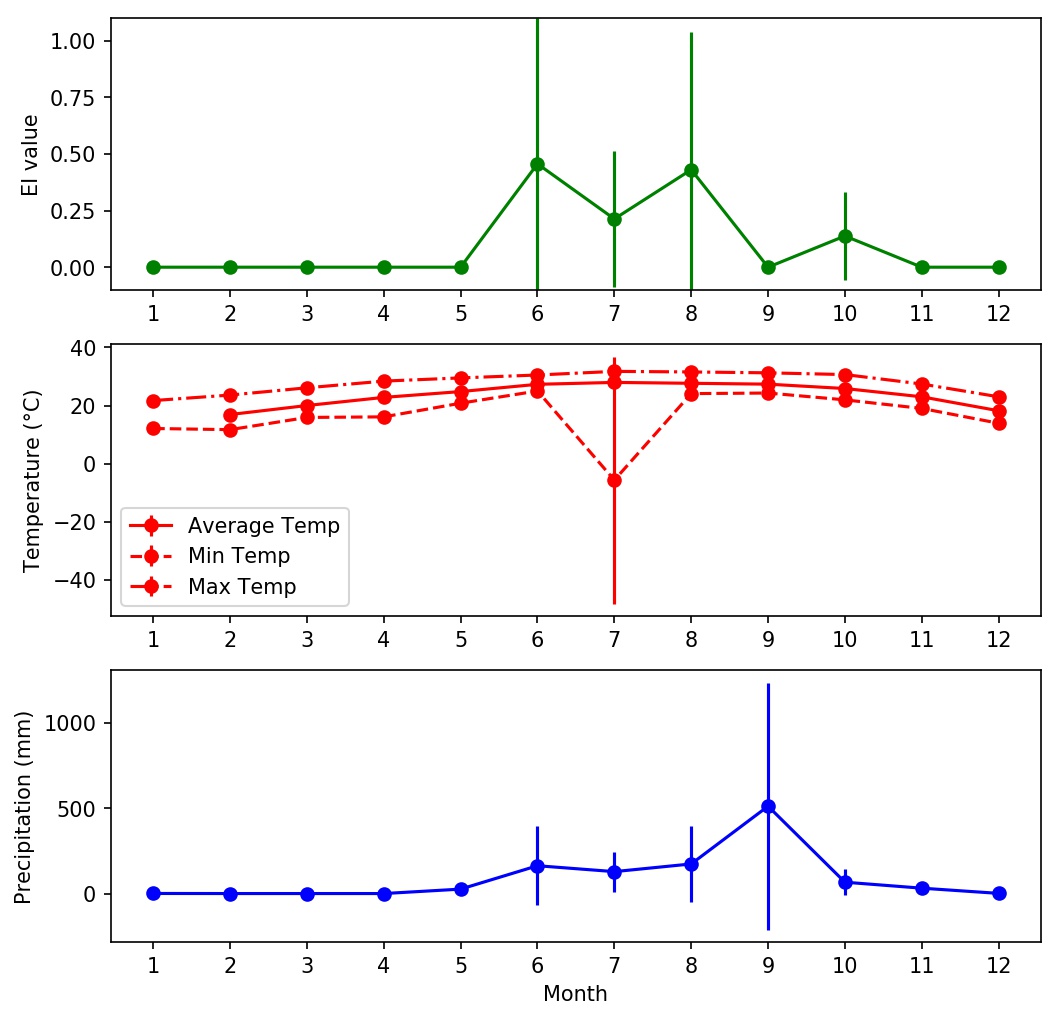 EI value
1.00
0.75
0.50
0.25
0.00
1 2 3 4 5 6 7 8 9 10 11 12
Temperature (°C)
40
20
0
−20
−40
Average Temp
Min Temp
Max Temp
1 2 3 4 5 6 7 8 9 10 11 12
Precipitation (mm)
1000
500
0
1 2 3 4 5 6 7 8 9 10 11 12
Month